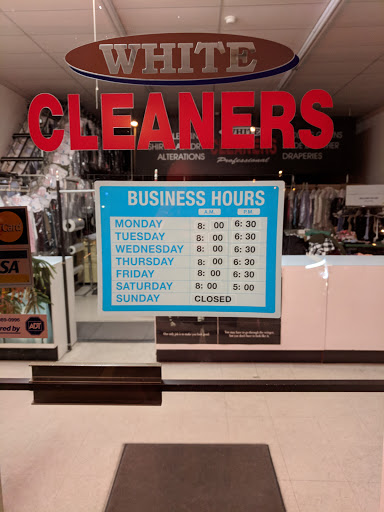 WHITE
CLEANERS
ALTERATIONS
Professional
DRAPERIES
BUSINESS HOURS
A.M. P.M.
MONDAY 8: 00 6: 30
TUESDAY 8: 00 6: 30
WEDNESDAY 8: 00 6: 30
THURSDAY 8: 00 6: 30
FRIDAY 8: 00 6: 30
SATURDAY 8: 00 5: 00
SUNDAY CLOSED
VISA
ADT